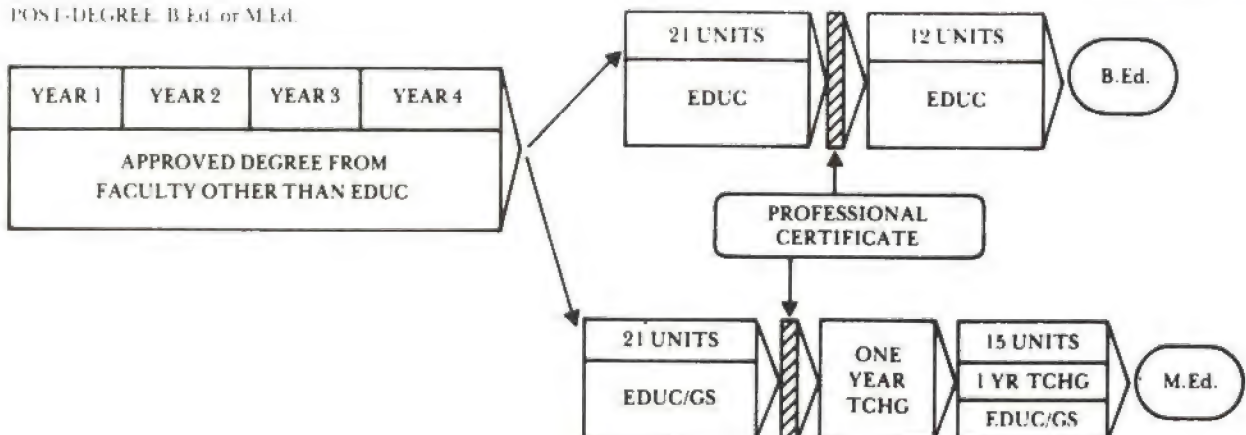 POST-DEGREE B.Ed. or M.Ed.
YEAR 1 YEAR 2 YEAR 3 YEAR 4
APPROVED DEGREE FROM
FACULTY OTHER THAN EDUC
21 UNITS
EDUC
12 UNITS
EDUC
B.Ed.
PROFESSIONAL
CERTIFICATE
21 UNITS
EDUC/GS
ONE
YEAR
TCHG
15 UNITS
1 YR TCHG
EDUC/GS
M.Ed.